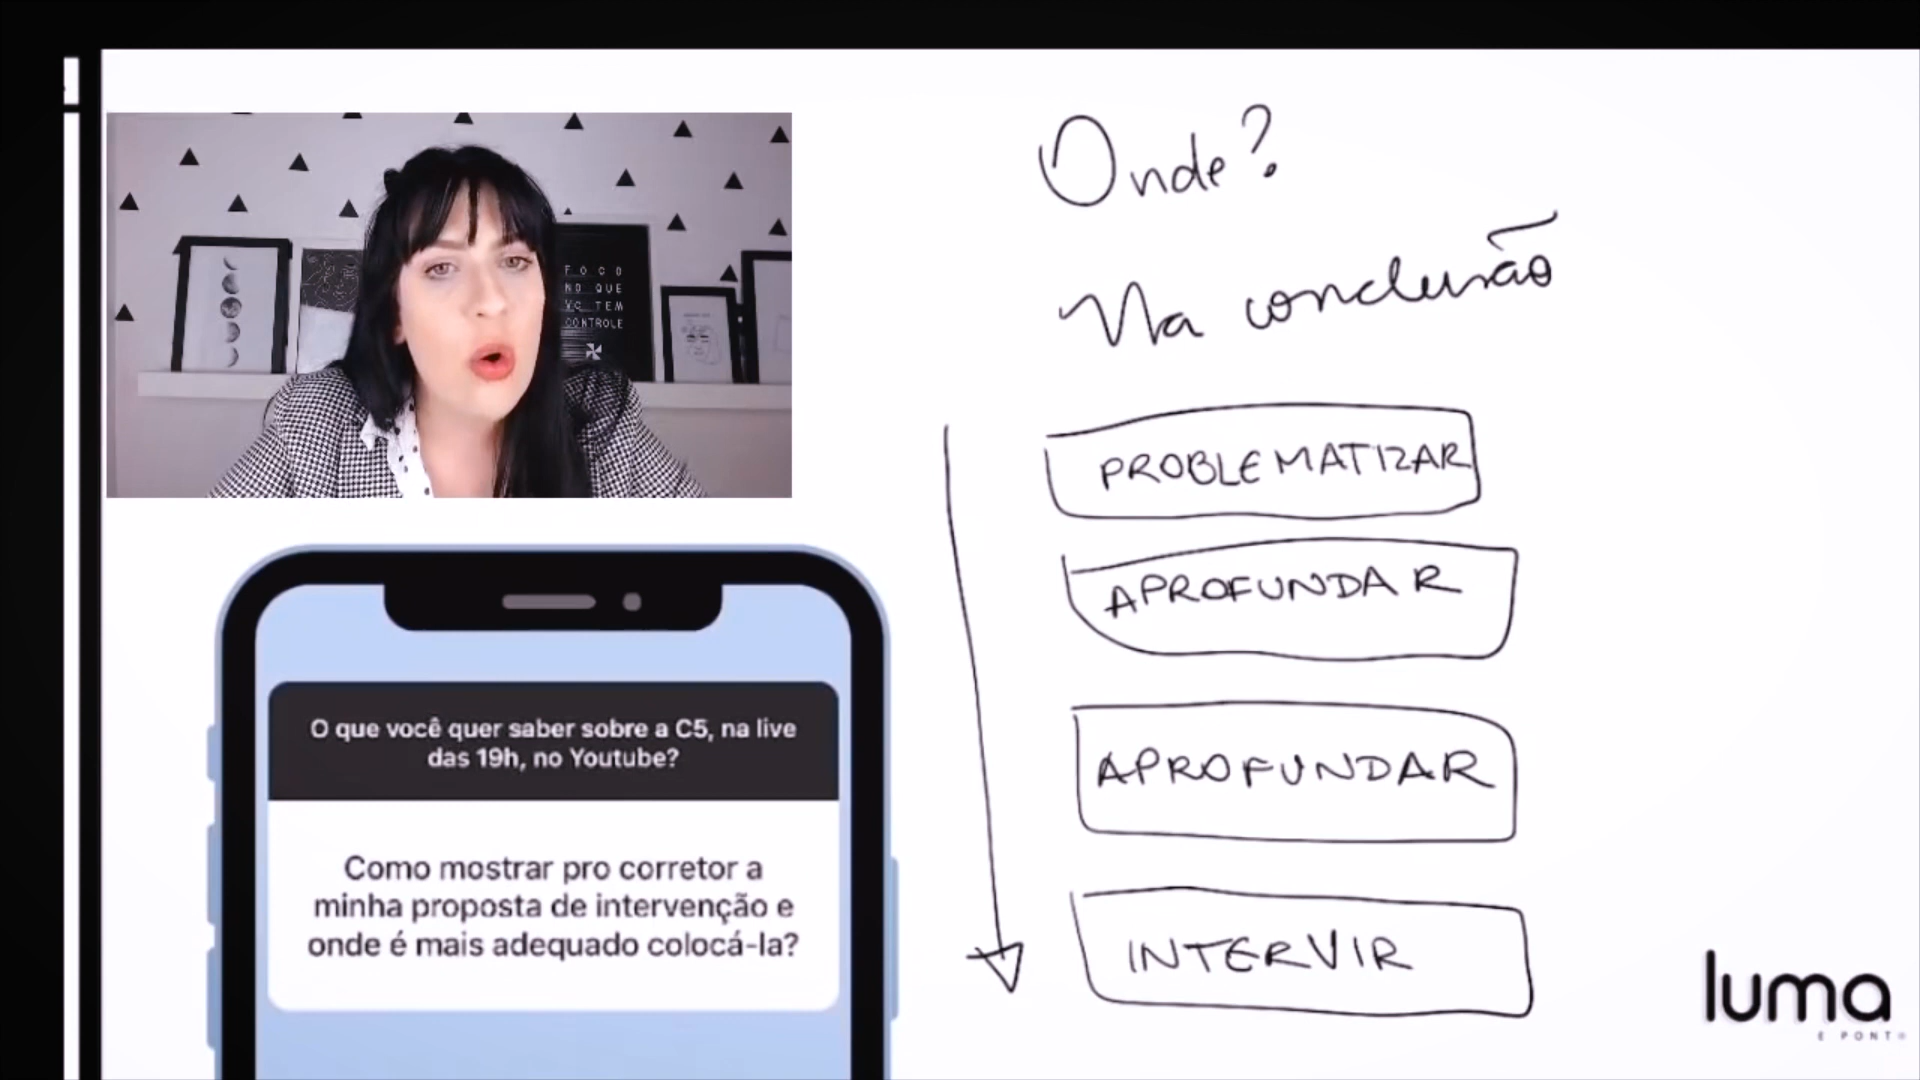 FOCO
NO QUE
VC TEM
CONTROLE
Onde?
Na conclusão
PROBLEMATIZAR
APROFUNDAR
APROFUNDAR
INTERVIR
O que você quer saber sobre a C5, na live
das 19h, no Youtube?
Como mostrar pro corretor a
minha proposta de intervenção e
onde é mais adequado colocá-la?
luma
E PONTO